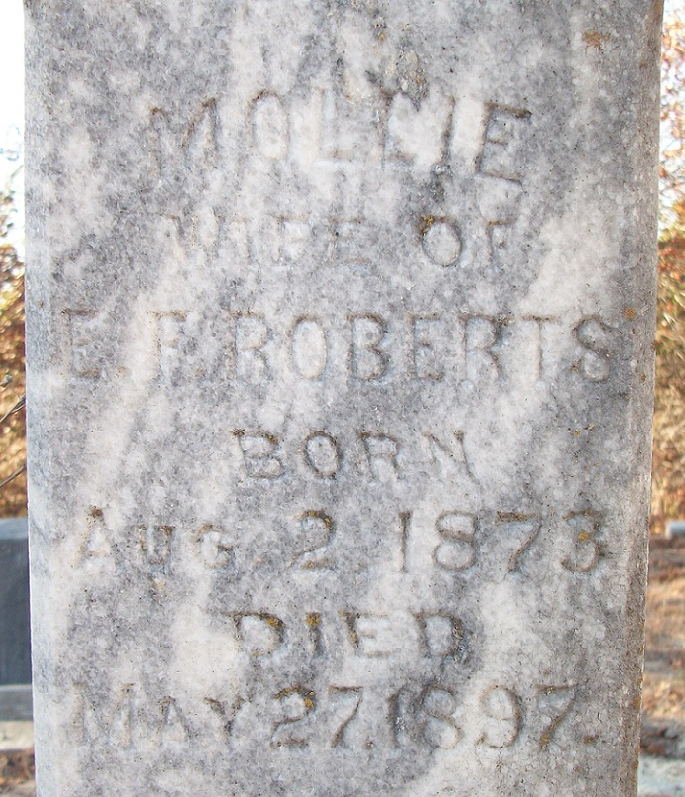 MOLLIE
WIFE OF
E. F. ROBERTS
BORN
AUG. 2. 1873
DIED
MAY 27, 1897.